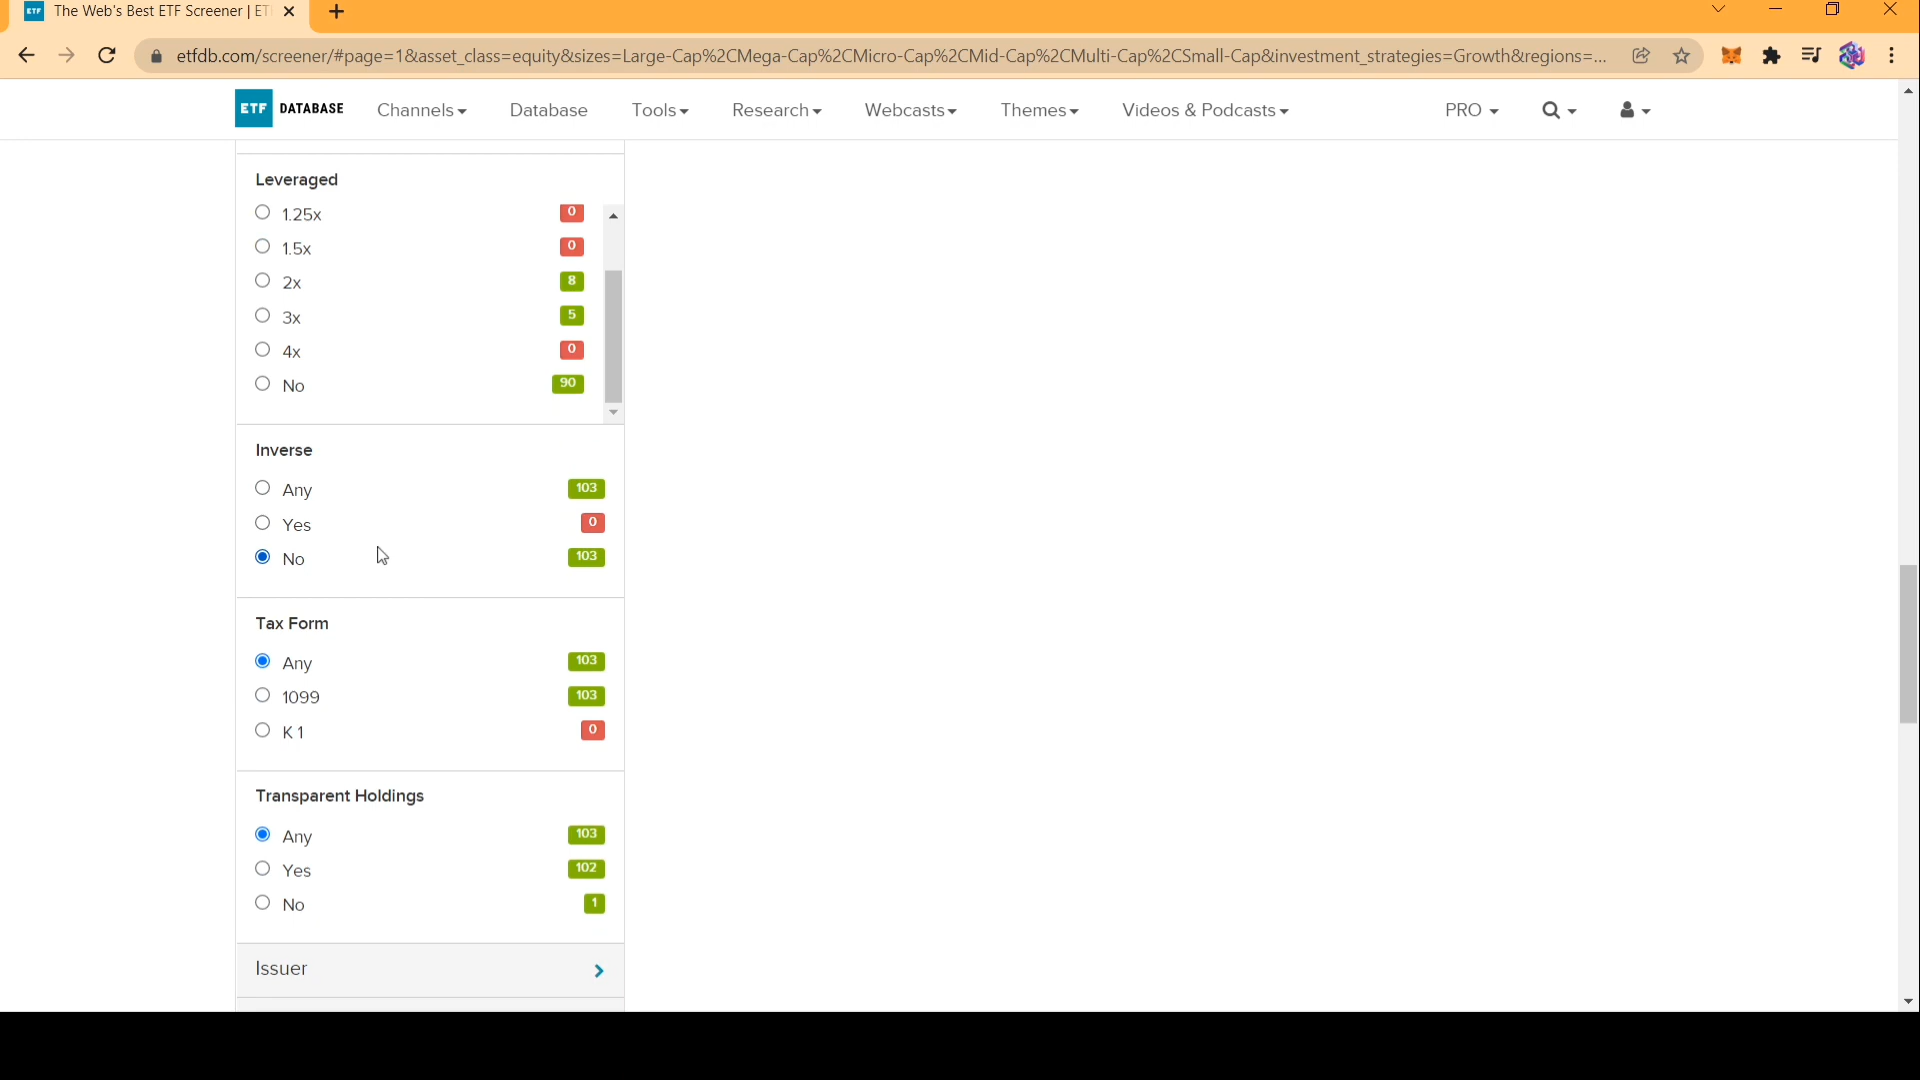 ETF The Web's Best ETF Screener | ET
etfdb.com/screener/#page=1&asset_class=equity&sizes=Large-Cap%2CMega-Cap%2CMicro-Cap%2CMid-Cap%2CMulti-Cap%2CSmall-Cap&investment_strategies=Growth&regions=...
ETF DATABASE Channels Database Tools Research Webcasts Themes Videos & Podcasts PRO
Leveraged
1.25x 0
1.5x 0
2x 8
3x 5
4x 0
No 90
Inverse
Any 103
Yes 0
No 103
Tax Form
Any 103
1099 103
K 1 0
Transparent Holdings
Any 103
Yes 102
No 1
Issuer